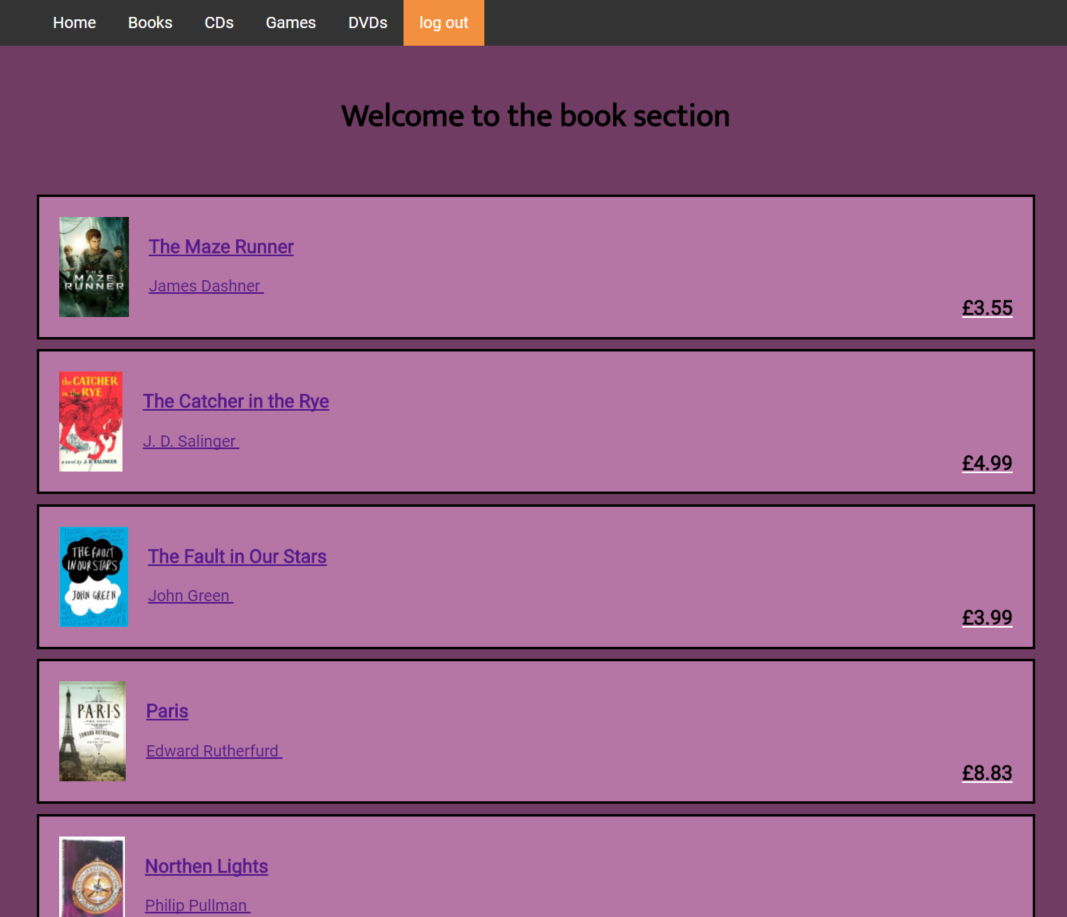 Home Books CDs Games DVDs log out
Welcome to the book section
THE
MAZE
RUNNER
The Maze Runner
James Dashner
£3.55
the CATCHER
in the RYE
a novel by J. D. SALINGER
The Catcher in the Rye
J. D. Salinger
£4.99
THE FAULT
IN OUR STARS
JOHN GREEN
The Fault in Our Stars
John Green
£3.99
PARIS
THE NOVEL
EDWARD RUTHERFURD
Paris
Edward Rutherfurd
£8.83
Northen Lights
Philip Pullman